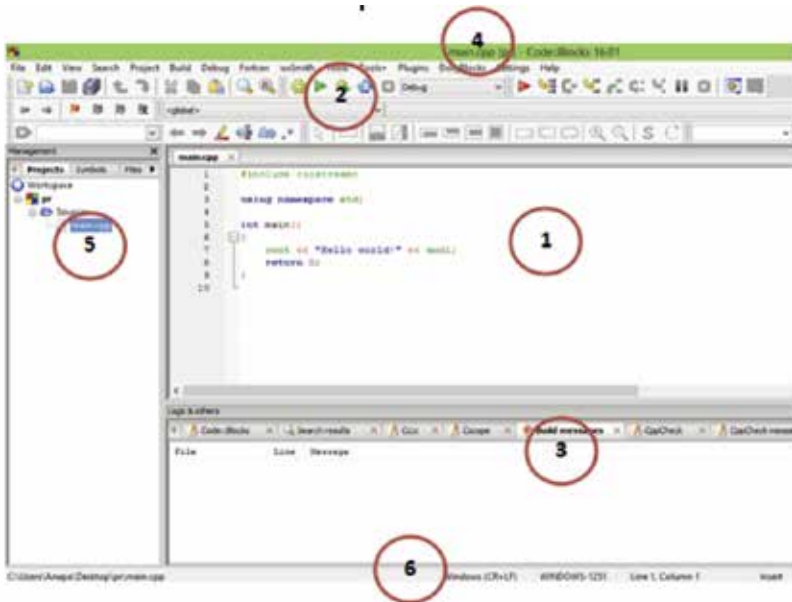 4
main.cpp - Code::Blocks 16.01
File Edit View Search Project Build Debug Fortran wxSmith Tools Tools+ Plugins DoxyBlocks Settings Help
2
Debug
<global>
S C
Management
Projects Symbols Files
Workspace
pr
Sources
main.cpp
5
main.cpp
1 #include <iostream>
2
3 using namespace std;
4
5 int main()
6 {
7 cout << "Hello world!" << endl;
8 return 0;
9 }
10
1
Logs & others
Code::Blocks Search results Cccc Cscope Build messages CppCheck CppCheck messages
3
File Line Message
6
C:\Users\Anapa\Desktop\pr\main.cpp Windows (CR+LF) WINDOWS-1251 Line 1, Column 1 Insert